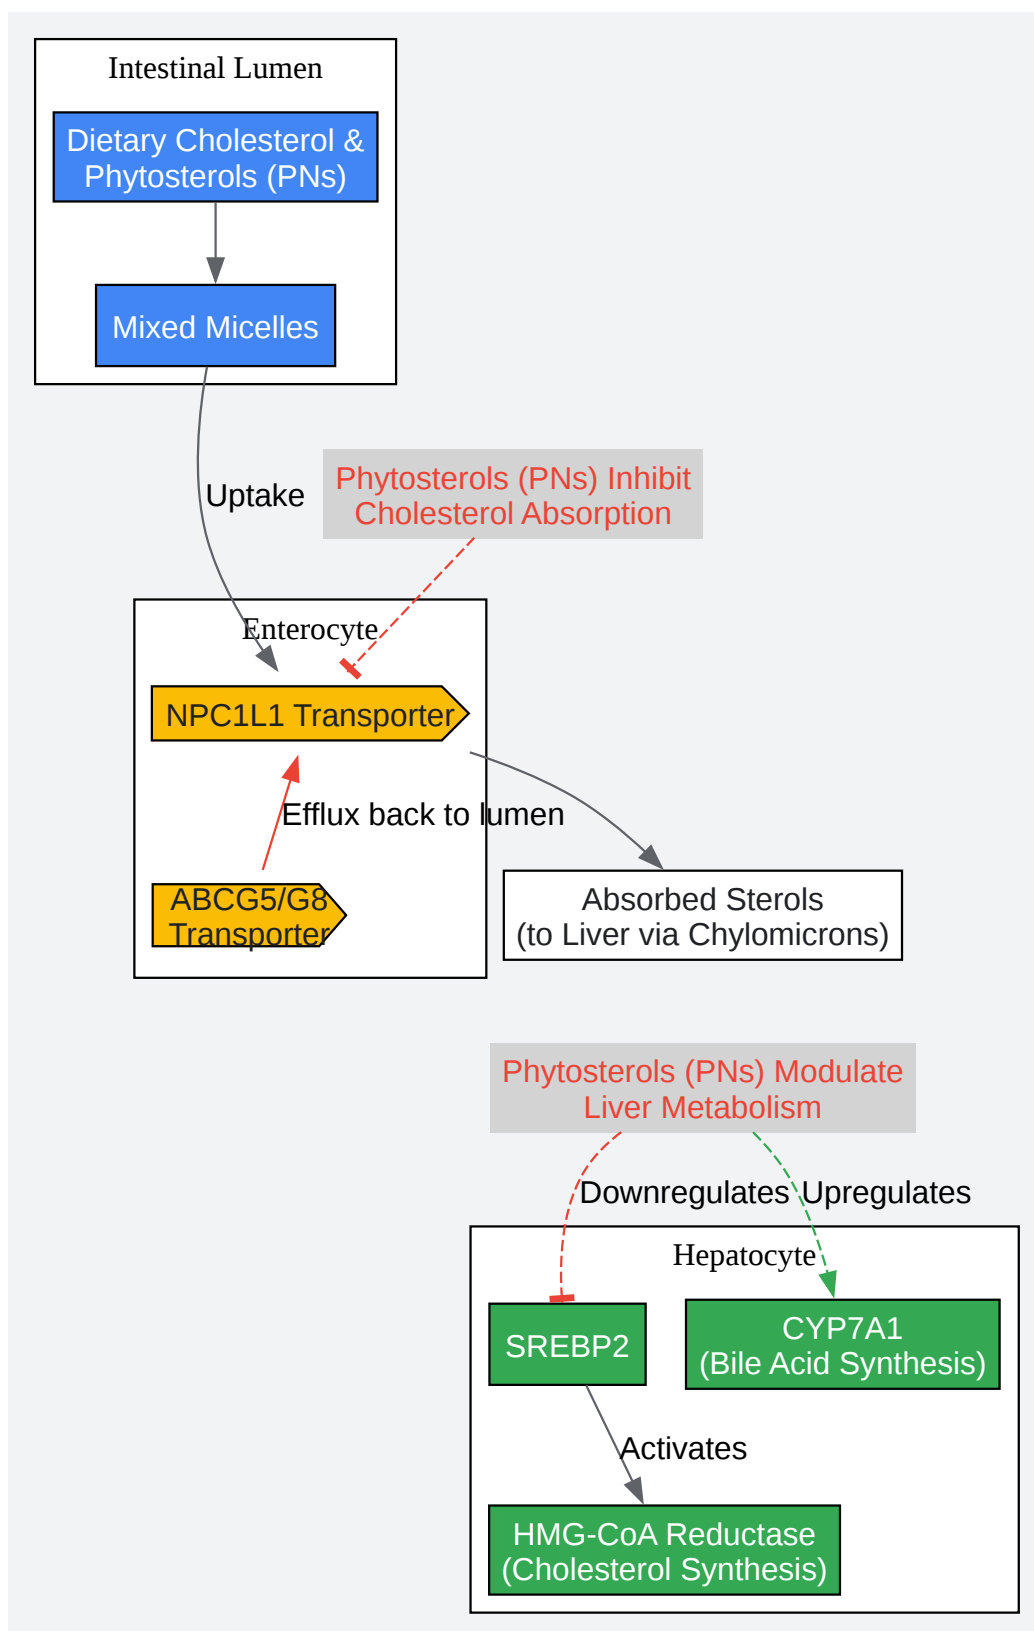 Intestinal Lumen
Dietary Cholesterol &
Phytosterols (PNs)
Mixed Micelles
Uptake
Phytosterols (PNs) Inhibit
Cholesterol Absorption
Enterocyte
NPC1L1 Transporter
Efflux back to lumen
ABCG5/G8
Transporter
Absorbed Sterols
(to Liver via Chylomicrons)
Phytosterols (PNs) Modulate
Liver Metabolism
Downregulates
Upregulates
Hepatocyte
SREBP2
CYP7A1
(Bile Acid Synthesis)
Activates
HMG-CoA Reductase
(Cholesterol Synthesis)